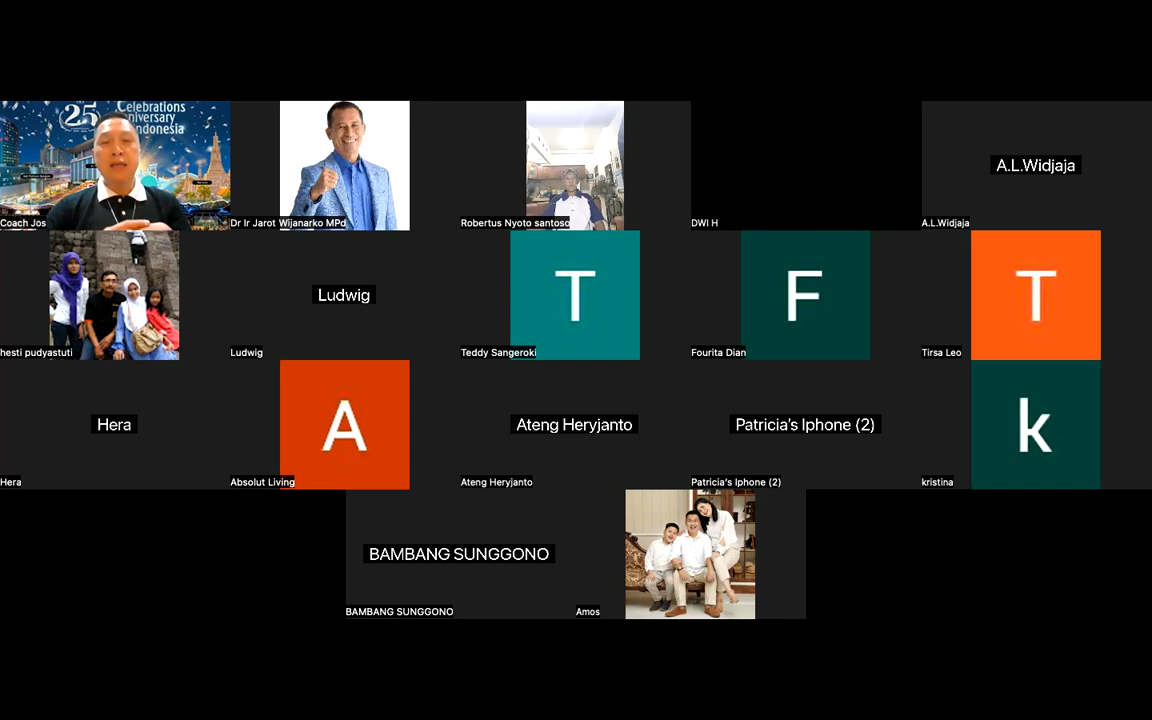 25
Celebrations
Anniversary
Indonesia
Coach Jos
Dr Ir Jarot Wijanarko MPd
Robertus Nyoto santoso
DWI H
A.L.Widjaja
A.L.Widjaja
hesti pudyastuti
Ludwig
Ludwig
T
Teddy Sangeroki
F
Fourita Dian
T
Tirsa Leo
Hera
Hera
A
Absolut Living
Ateng Heryjanto
Ateng Heryjanto
Patricia's Iphone (2)
Patricia's Iphone (2)
k
kristina
BAMBANG SUNGGONO
BAMBANG SUNGGONO
Amos